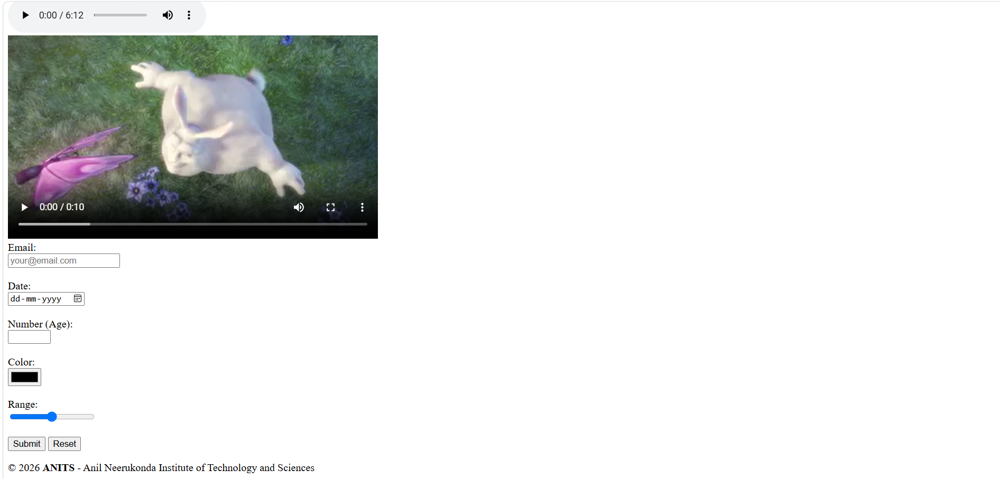 0:00 / 6:12
0:00 / 0:10
Email:
your@email.com
Date:
dd-mm-yyyy
Number (Age):
Color:
Range:
Submit Reset
© 2026 ANITS - Anil Neerukonda Institute of Technology and Sciences